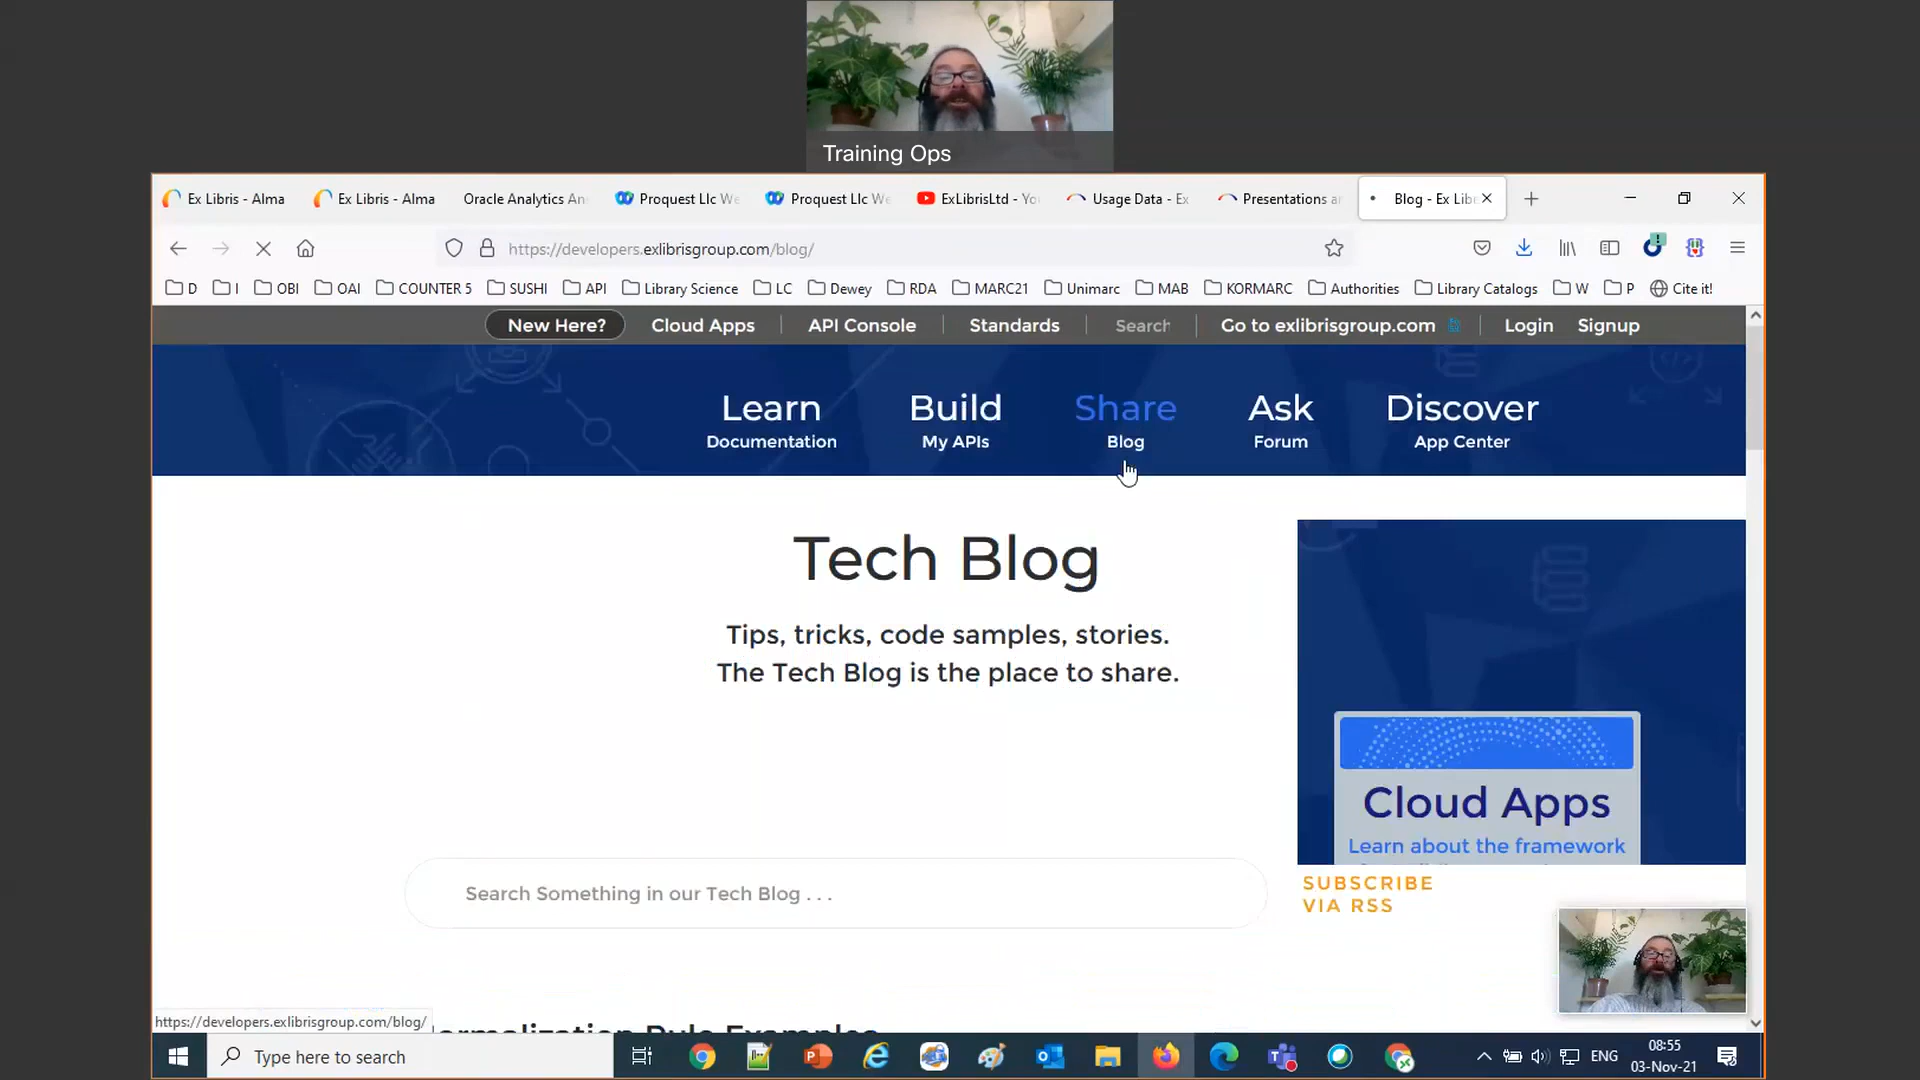 Training Ops
Ex Libris - Alma
Ex Libris - Alma
Oracle Analytics An
Proquest Llc We
Proquest Llc We
ExLibrisLtd - Yo
Usage Data - Ex
Presentations a
Blog - Ex Lib
https://developers.exlibrisgroup.com/blog/
D
I
OBI
OAI
COUNTER 5
SUSHI
API
Library Science
LC
Dewey
RDA
MARC21
Unimarc
MAB
KORMARC
Authorities
Library Catalogs
W
P
Cite it!
New Here?
Cloud Apps
API Console
Standards
Search
Go to exlibrisgroup.com
Login
Signup
Learn
Documentation
Build
My APIs
Share
Blog
Ask
Forum
Discover
App Center
Tech Blog
Tips, tricks, code samples, stories.
The Tech Blog is the place to share.
Cloud Apps
Learn about the framework
Search Something in our Tech Blog . . .
SUBSCRIBE
VIA RSS
https://developers.exlibrisgroup.com/blog/
ormalization Rule Examples
Type here to search
ENG
08:55
03-Nov-21